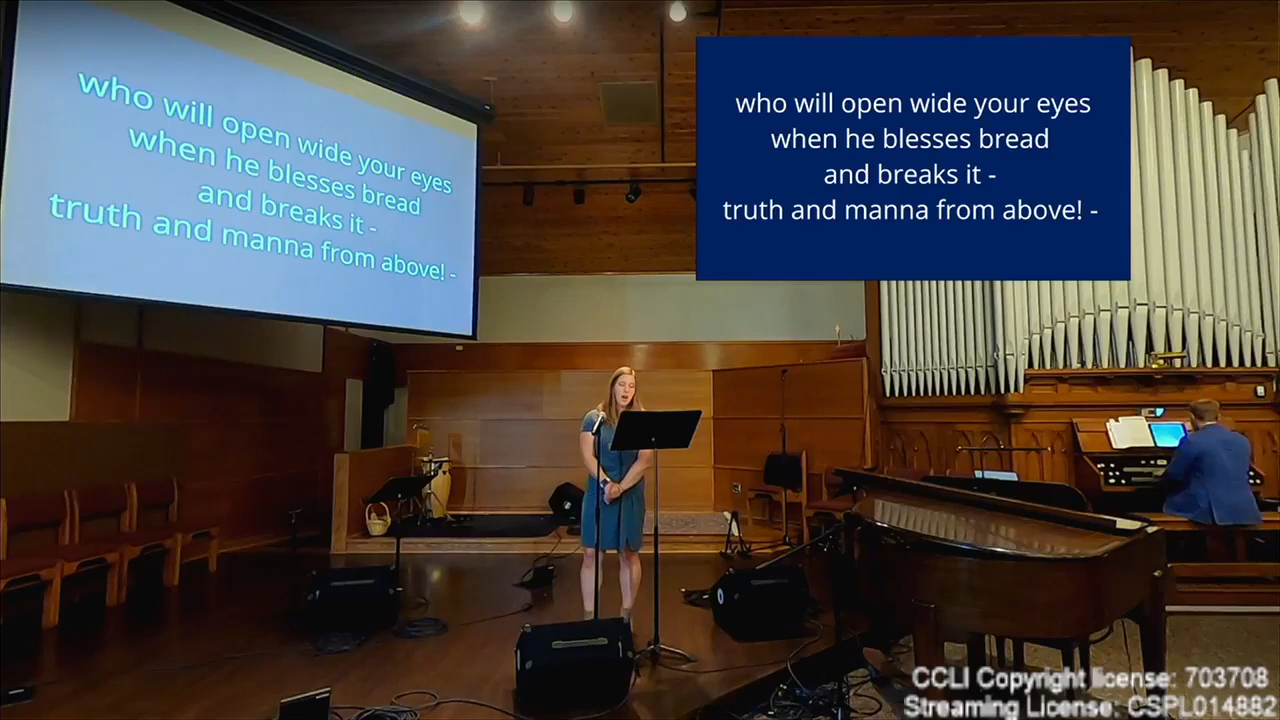 who will open wide your eyes
when he blesses bread
and breaks it -
truth and manna from above! -
who will open wide your eyes
when he blesses bread
and breaks it -
truth and manna from above! -
CCLI Copyright license: 703708
Streaming License: CSPL014882